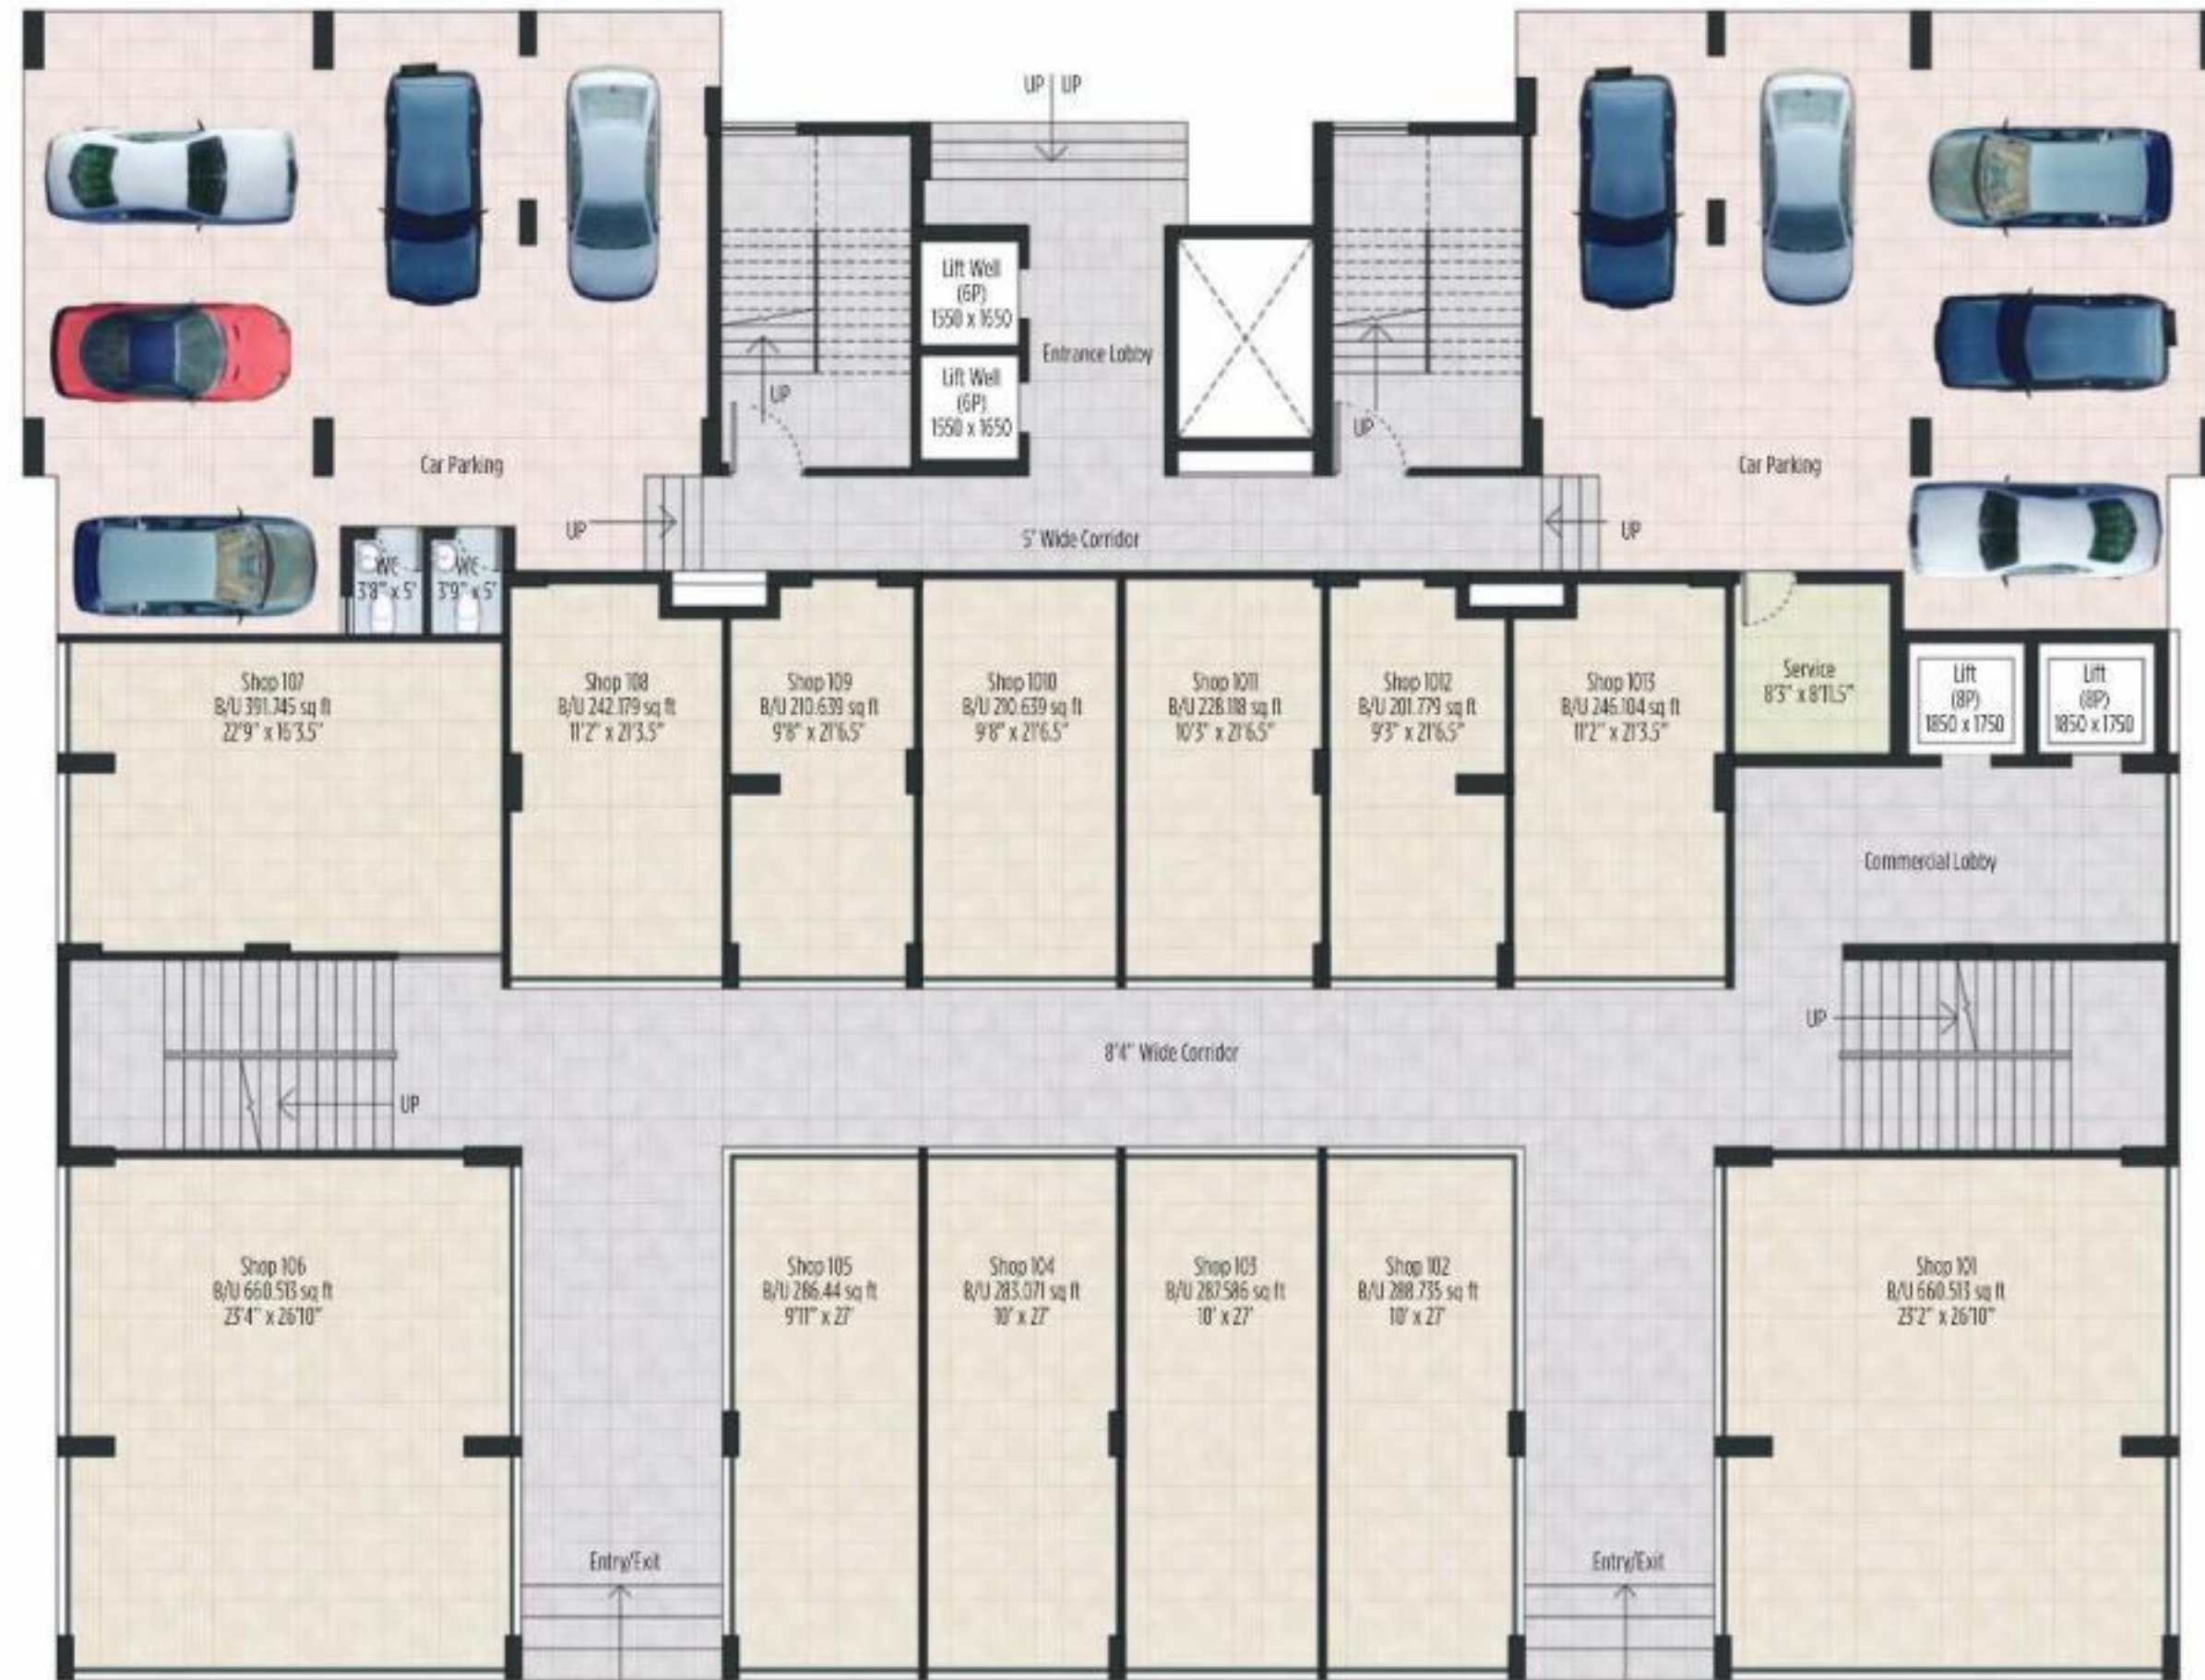 UP UP
Lift Well
(6P)
1550 x 1650
Entrance Lobby
Lift Well
(6P)
1550 x 1650
UP
UP
Car Parking
Car Parking
UP
5' Wide Corridor
UP
WC
3'8" x 5'
WC
3'9" x 5'
Shop 107
B/U 391.745 sq ft
22'9" x 16'3.5"
Shop 108
B/U 242.179 sq ft
11'2" x 21'3.5"
Shop 109
B/U 210.639 sq ft
9'8" x 21'6.5"
Shop 1010
B/U 210.639 sq ft
9'8" x 21'6.5"
Shop 1011
B/U 228.118 sq ft
10'3" x 21'6.5"
Shop 1012
B/U 201.779 sq ft
9'3" x 21'6.5"
Shop 1013
B/U 246.104 sq ft
11'2" x 21'3.5"
Service
8'3" x 8'11.5"
Lift
(8P)
1850 x 1750
Lift
(8P)
1850 x 1750
Commercial Lobby
UP
8'4" Wide Corridor
UP
Shop 106
B/U 660.513 sq ft
23'4" x 26'10"
Shop 105
B/U 286.44 sq ft
9'11" x 27'
Shop 104
B/U 283.071 sq ft
10' x 27'
Shop 103
B/U 287.586 sq ft
10' x 27'
Shop 102
B/U 288.735 sq ft
10' x 27'
Shop 101
B/U 660.513 sq ft
23'2" x 26'10"
Entry/Exit
Entry/Exit